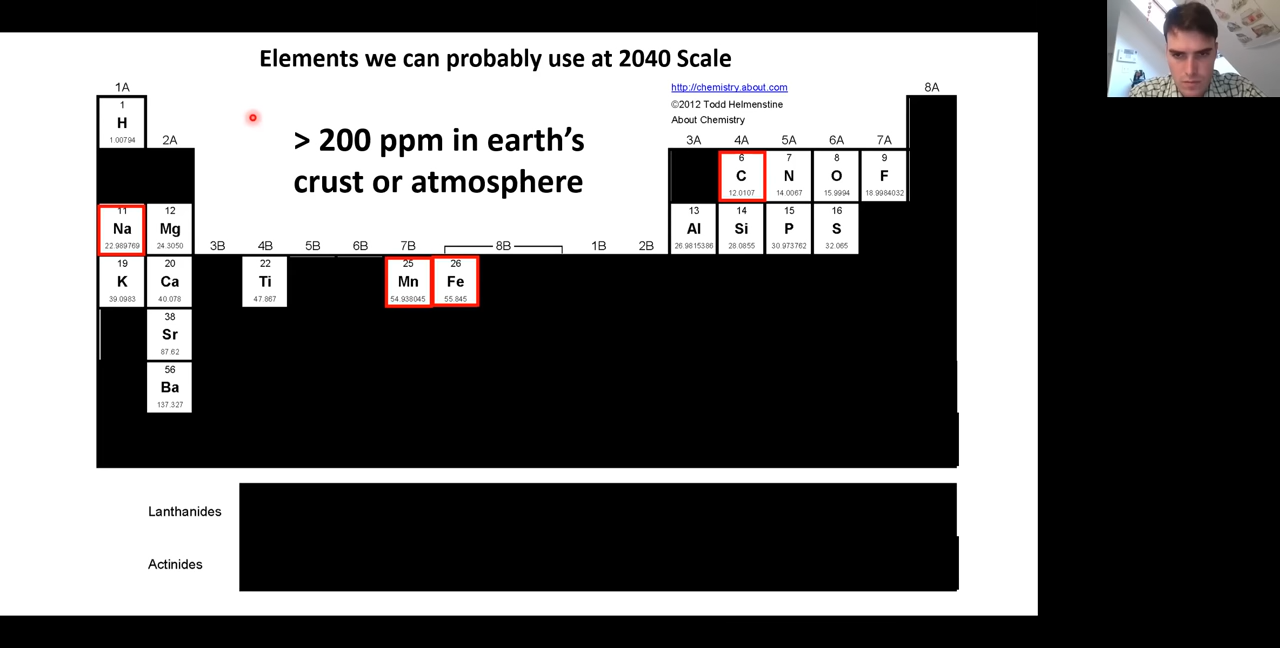 Elements we can probably use at 2040 Scale
> 200 ppm in earth's
crust or atmosphere
http://chemistry.about.com
©2012 Todd Helmenstine
About Chemistry
1A
8A
1
H
1.00794
2A
3A
4A
5A
6A
7A
6
C
12.0107
7
N
14.0067
8
O
15.9994
9
F
18.9984032
11
Na
22.989769
12
Mg
24.3050
3B
4B
5B
6B
7B
8B
1B
2B
13
Al
26.9815386
14
Si
28.0855
15
P
30.973762
16
S
32.065
19
K
39.0983
20
Ca
40.078
22
Ti
47.867
25
Mn
54.938045
26
Fe
55.845
38
Sr
87.62
56
Ba
137.327
Lanthanides
Actinides